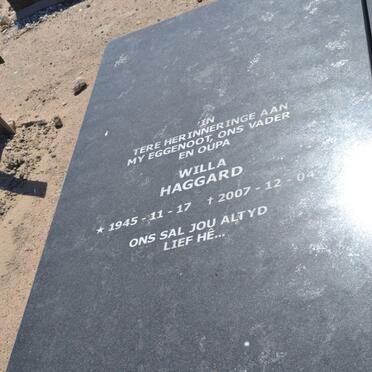 IN
TERE HERINNERINGE AAN
MY EGGENOOT, ONS VADER
EN OUPA
WILLA
HAGGARD
★ 1945 - 11 - 17 † 2007 - 12 - 04
ONS SAL JOU ALTYD
LIEF HÊ...